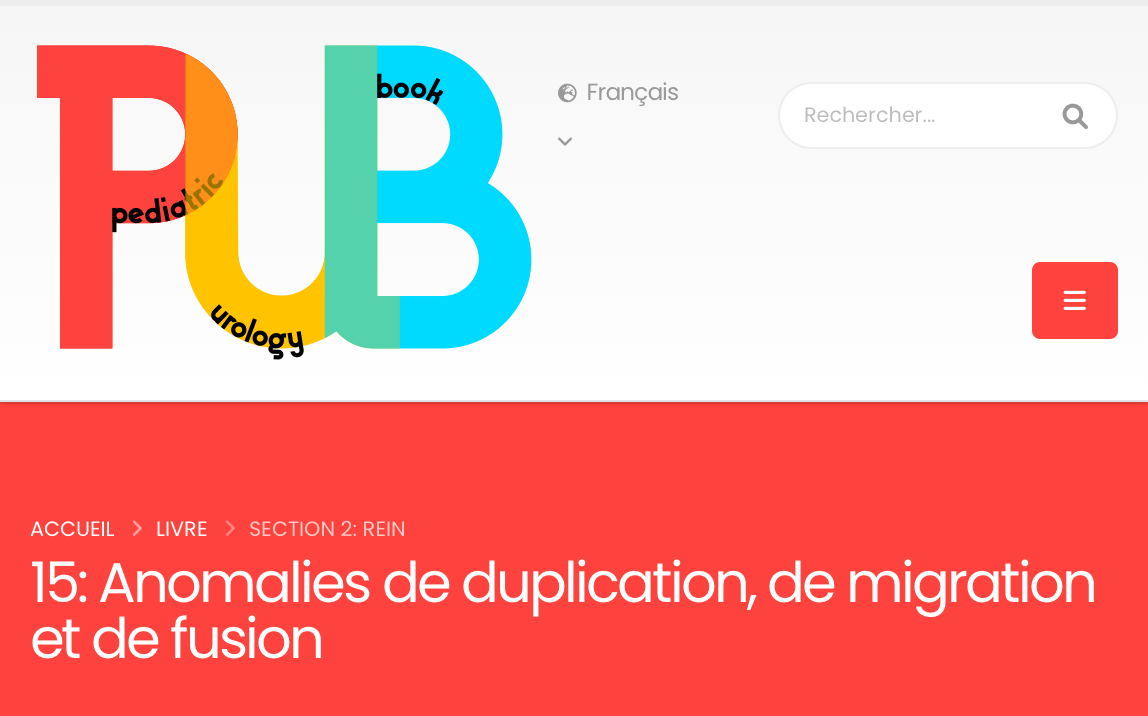 PUB
pediatric
urology
book
Français
Rechercher...
ACCUEIL > LIVRE > SECTION 2: REIN
15: Anomalies de duplication, de migration
et de fusion